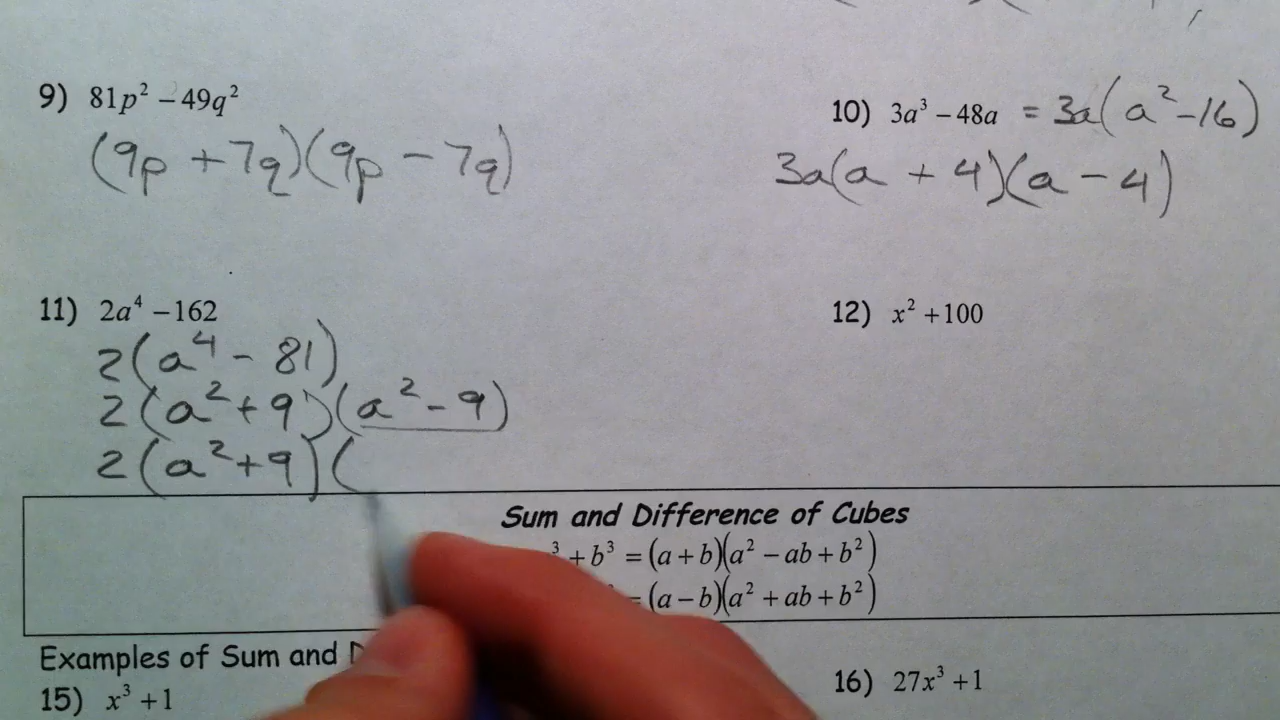 9) 81p² – 49q²
(9p + 7q)(9p – 7q)
10) 3a³ – 48a = 3a(a² – 16)
3a(a + 4)(a – 4)
11) 2a⁴ – 162
2(a⁴ – 81)
2(a² + 9)(a² – 9)
2(a² + 9)(
12) x² + 100
Sum and Difference of Cubes
³ + b³ = (a + b)(a² – ab + b²)
= (a – b)(a² + ab + b²)
Examples of Sum and
15) x³ + 1
16) 27x³ + 1